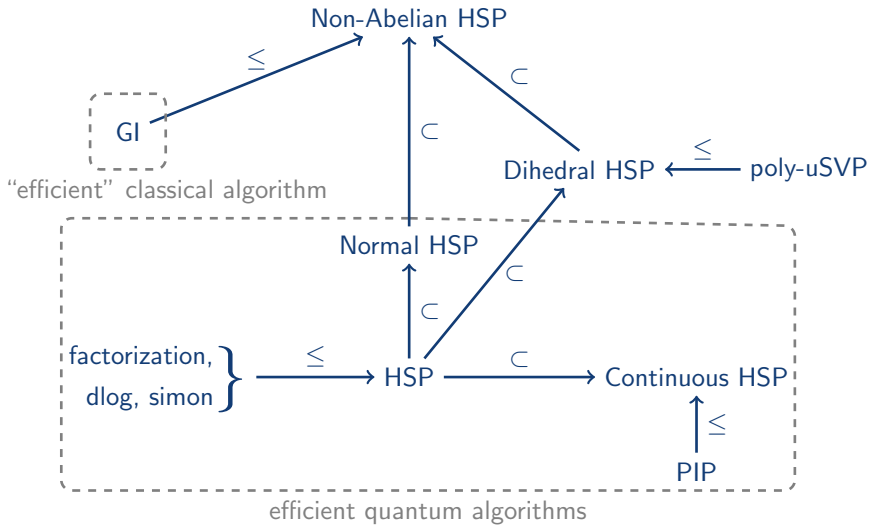 Non-Abelian HSP
≤
⊂
GI
⊂
≤
Dihedral HSP
poly-uSVP
“efficient” classical algorithm
Normal HSP
⊂
⊂
factorization,
≤
⊂
HSP
Continuous HSP
dlog, simon
≤
PIP
efficient quantum algorithms